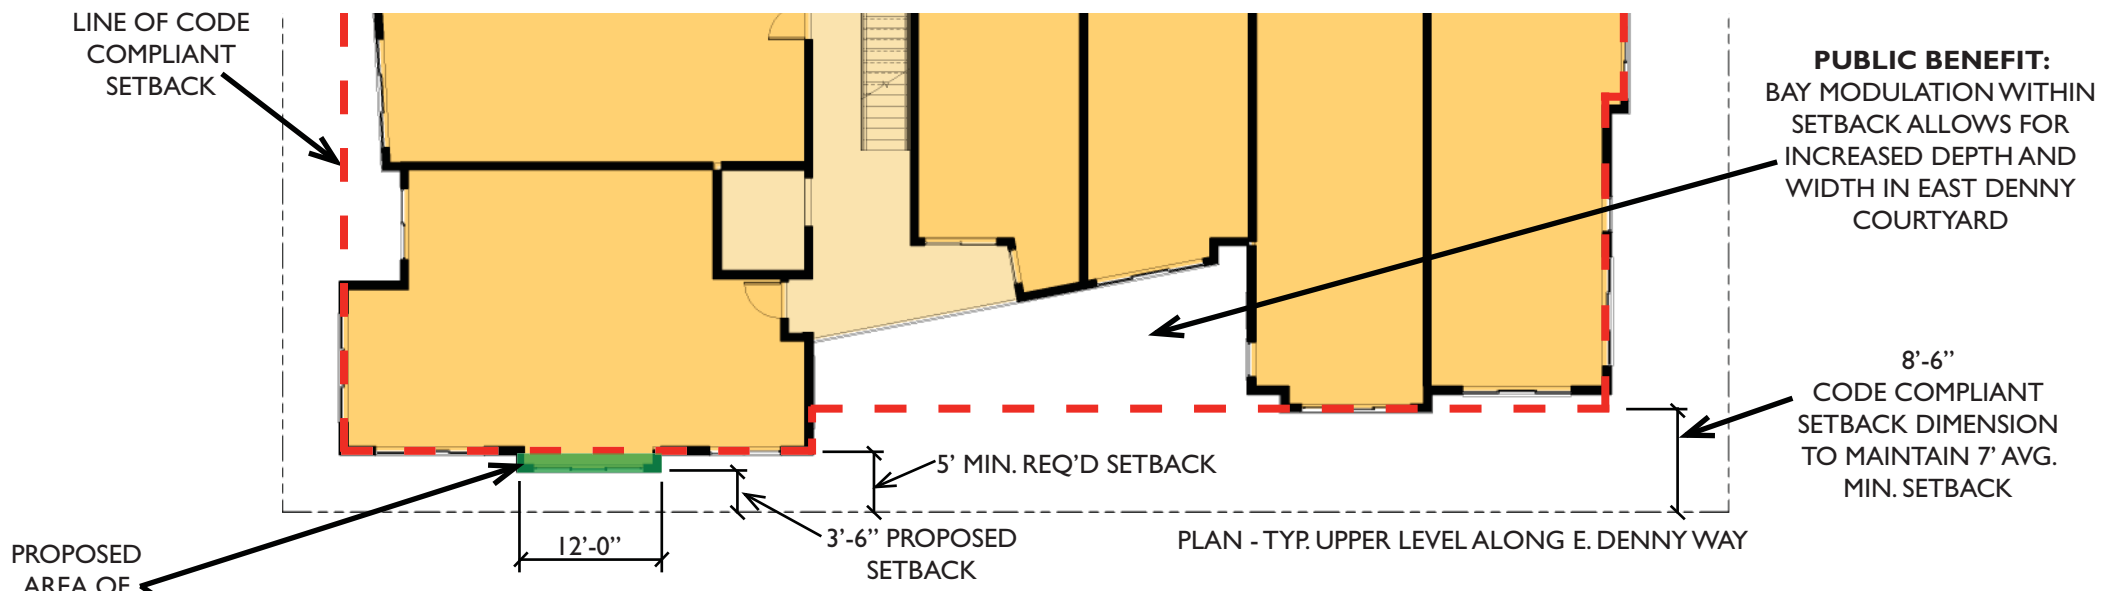 LINE OF CODE
COMPLIANT
SETBACK
PUBLIC BENEFIT:
BAY MODULATION WITHIN
SETBACK ALLOWS FOR
INCREASED DEPTH AND
WIDTH IN EAST DENNY
COURTYARD
8’-6”
CODE COMPLIANT
SETBACK DIMENSION
TO MAINTAIN 7’ AVG.
MIN. SETBACK
5’ MIN. REQ’D SETBACK
3’-6” PROPOSED
SETBACK
12’-0”
PLAN - TYP. UPPER LEVEL ALONG E. DENNY WAY
PROPOSED
AREA OF